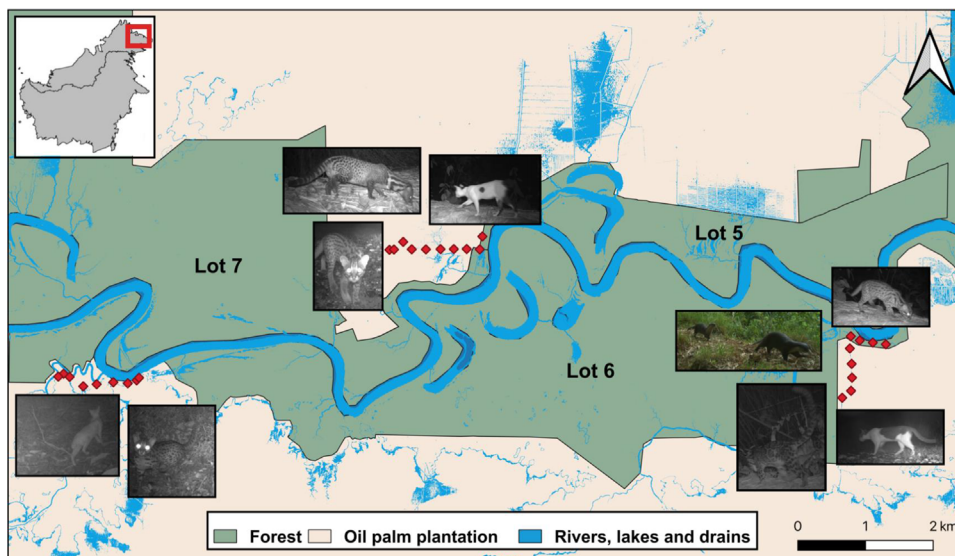 Lot 5
Lot 7
Lot 6
Forest
Oil palm plantation
Rivers, lakes and drains
0 1 2 km